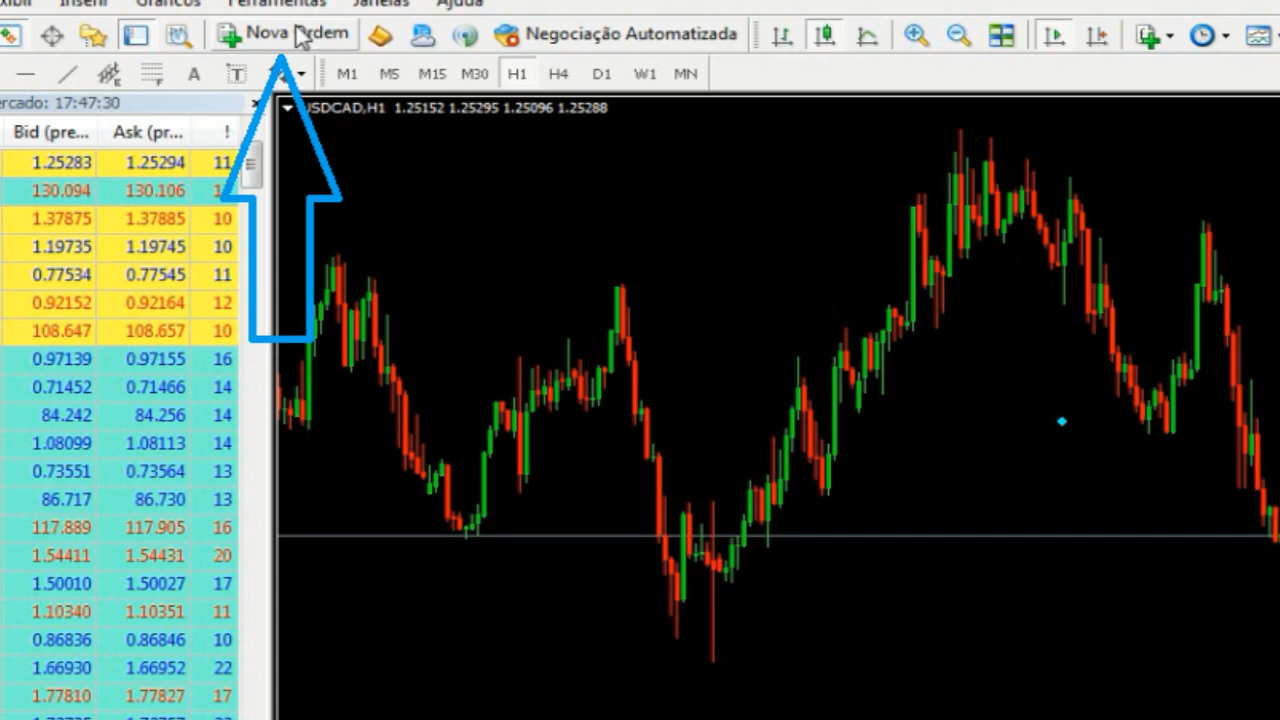 Exibir Inserir Gráficos Ferramentas Janelas Ajuda
Nova Ordem Negociação Automatizada
A T M1 M5 M15 M30 H1 H4 D1 W1 MN
ercado: 17:47:30
USDCAD,H1 1.25152 1.25295 1.25096 1.25288
Bid (pre... Ask (pr... !
1.25283 1.25294 11
130.094 130.106
1.37875 1.37885 10
1.19735 1.19745 10
0.77534 0.77545 11
0.92152 0.92164 12
108.647 108.657 10
0.97139 0.97155 16
0.71452 0.71466 14
84.242 84.256 14
1.08099 1.08113 14
0.73551 0.73564 13
86.717 86.730 13
117.889 117.905 16
1.54411 1.54431 20
1.50010 1.50027 17
1.10340 1.10351 11
0.86836 0.86846 10
1.66930 1.66952 22
1.77810 1.77827 17